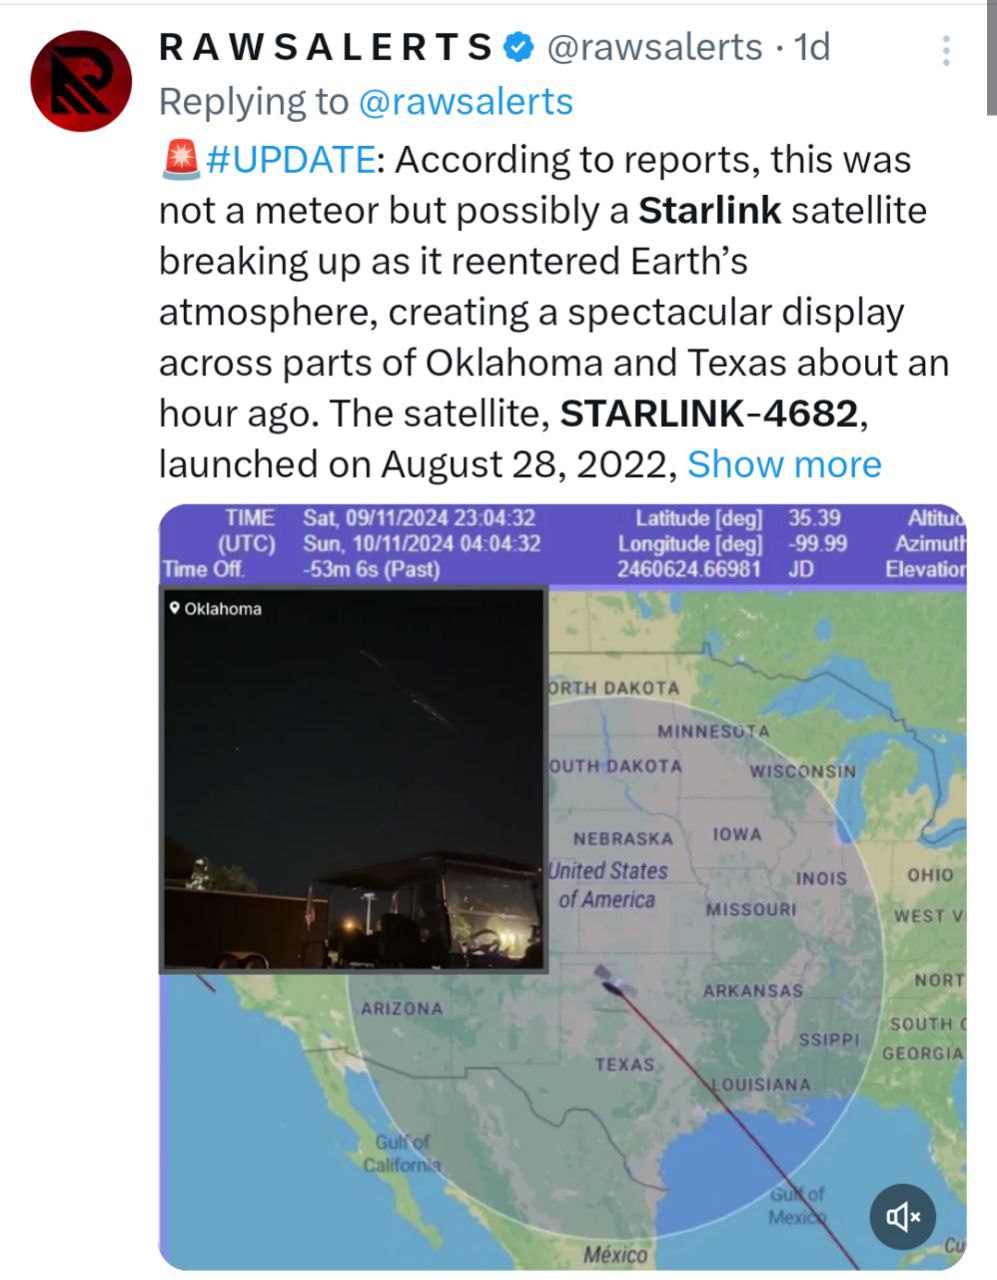 R A W S A L E R T S @rawsalerts · 1d
Replying to @rawsalerts
🚨#UPDATE: According to reports, this was
not a meteor but possibly a Starlink satellite
breaking up as it reentered Earth’s
atmosphere, creating a spectacular display
across parts of Oklahoma and Texas about an
hour ago. The satellite, STARLINK-4682,
launched on August 28, 2022, Show more
TIME Sat, 09/11/2024 23:04:32 Latitude [deg] 35.39 Altitud
(UTC) Sun, 10/11/2024 04:04:32 Longitude [deg] -99.99 Azimuth
Time Off. -53m 6s (Past) 2460624.66981 JD Elevation
Oklahoma
ORTH DAKOTA
MINNESOTA
OUTH DAKOTA
WISCONSIN
NEBRASKA
IOWA
United States
of America
INOIS
OHIO
MISSOURI
WEST V
ARIZONA
ARKANSAS
NORT
SSIPPI
SOUTH C
GEORGIA
TEXAS
LOUISIANA
Gulf of
California
Gulf of
Mexico
México
Cu